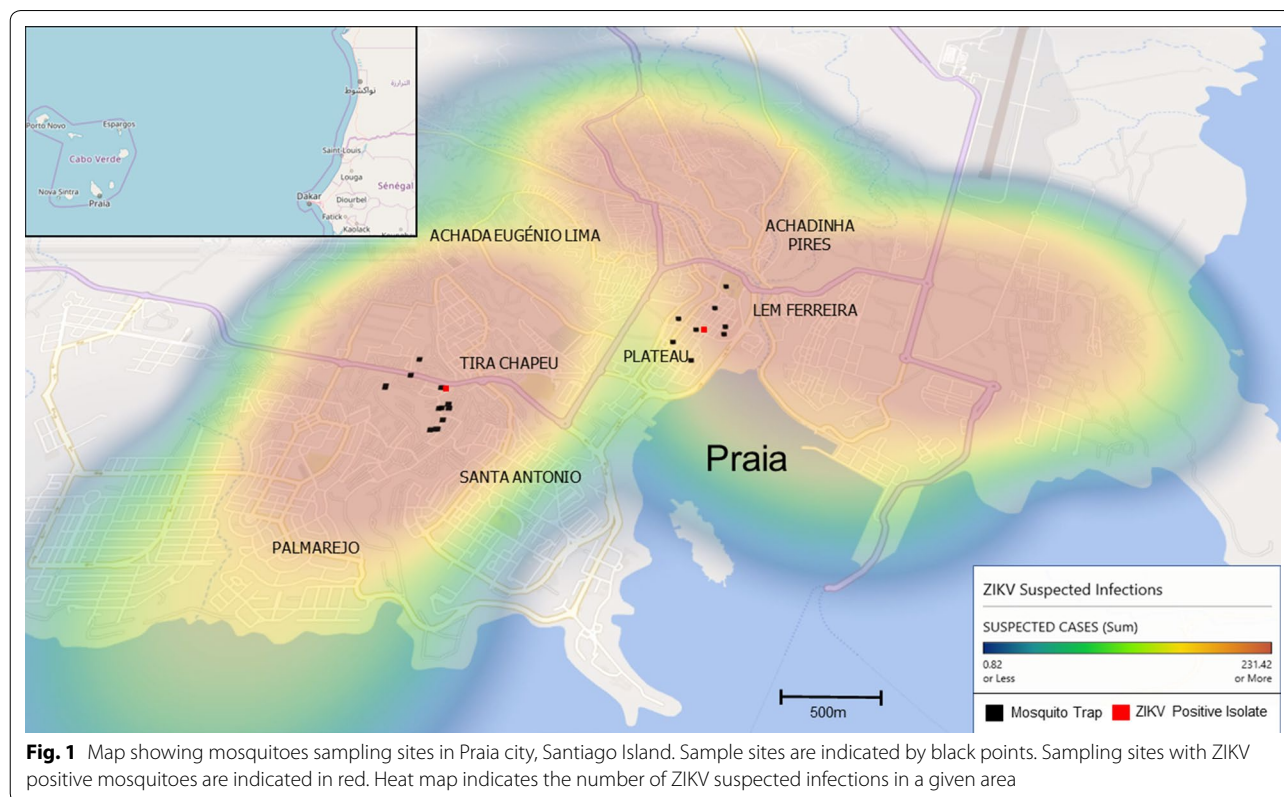 نواكشوط
الترارزة
Porto Novo
Espargos
Cabo Verde
Saint-Louis
Louga
Sénégal
Nova Sintra
Praia
Dakar
Diourbel
Fatick
Kaolack
ACHADA EUGÉNIO LIMA
ACHADINHA
PIRES
LEM FERREIRA
TIRA CHAPEU
PLATEAU
Praia
SANTA ANTONIO
PALMAREJO
500m
ZIKV Suspected Infections
SUSPECTED CASES (Sum)
0.82
or Less
231.42
or More
Mosquito Trap
ZIKV Positive Isolate
Fig. 1 Map showing mosquitoes sampling sites in Praia city, Santiago Island. Sample sites are indicated by black points. Sampling sites with ZIKV
positive mosquitoes are indicated in red. Heat map indicates the number of ZIKV suspected infections in a given area